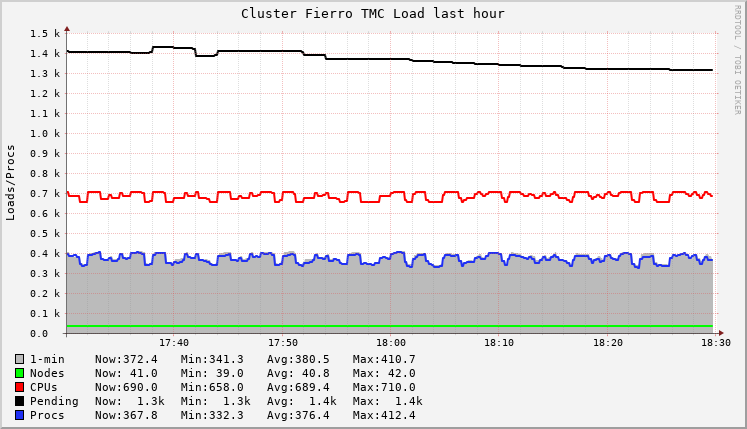 Cluster Fierro TMC Load last hour
RRDTOOL / TOBI OETIKER
Loads/Procs
1.5 k
1.4 k
1.3 k
1.2 k
1.1 k
1.0 k
0.9 k
0.8 k
0.7 k
0.6 k
0.5 k
0.4 k
0.3 k
0.2 k
0.1 k
0.0
17:40 17:50 18:00 18:10 18:20 18:30
1-min Now:372.4 Min:341.3 Avg:380.5 Max:410.7
Nodes Now: 41.0 Min: 39.0 Avg: 40.8 Max: 42.0
CPUs Now:690.0 Min:658.0 Avg:689.4 Max:710.0
Pending Now: 1.3k Min: 1.3k Avg: 1.4k Max: 1.4k
Procs Now:367.8 Min:332.3 Avg:376.4 Max:412.4